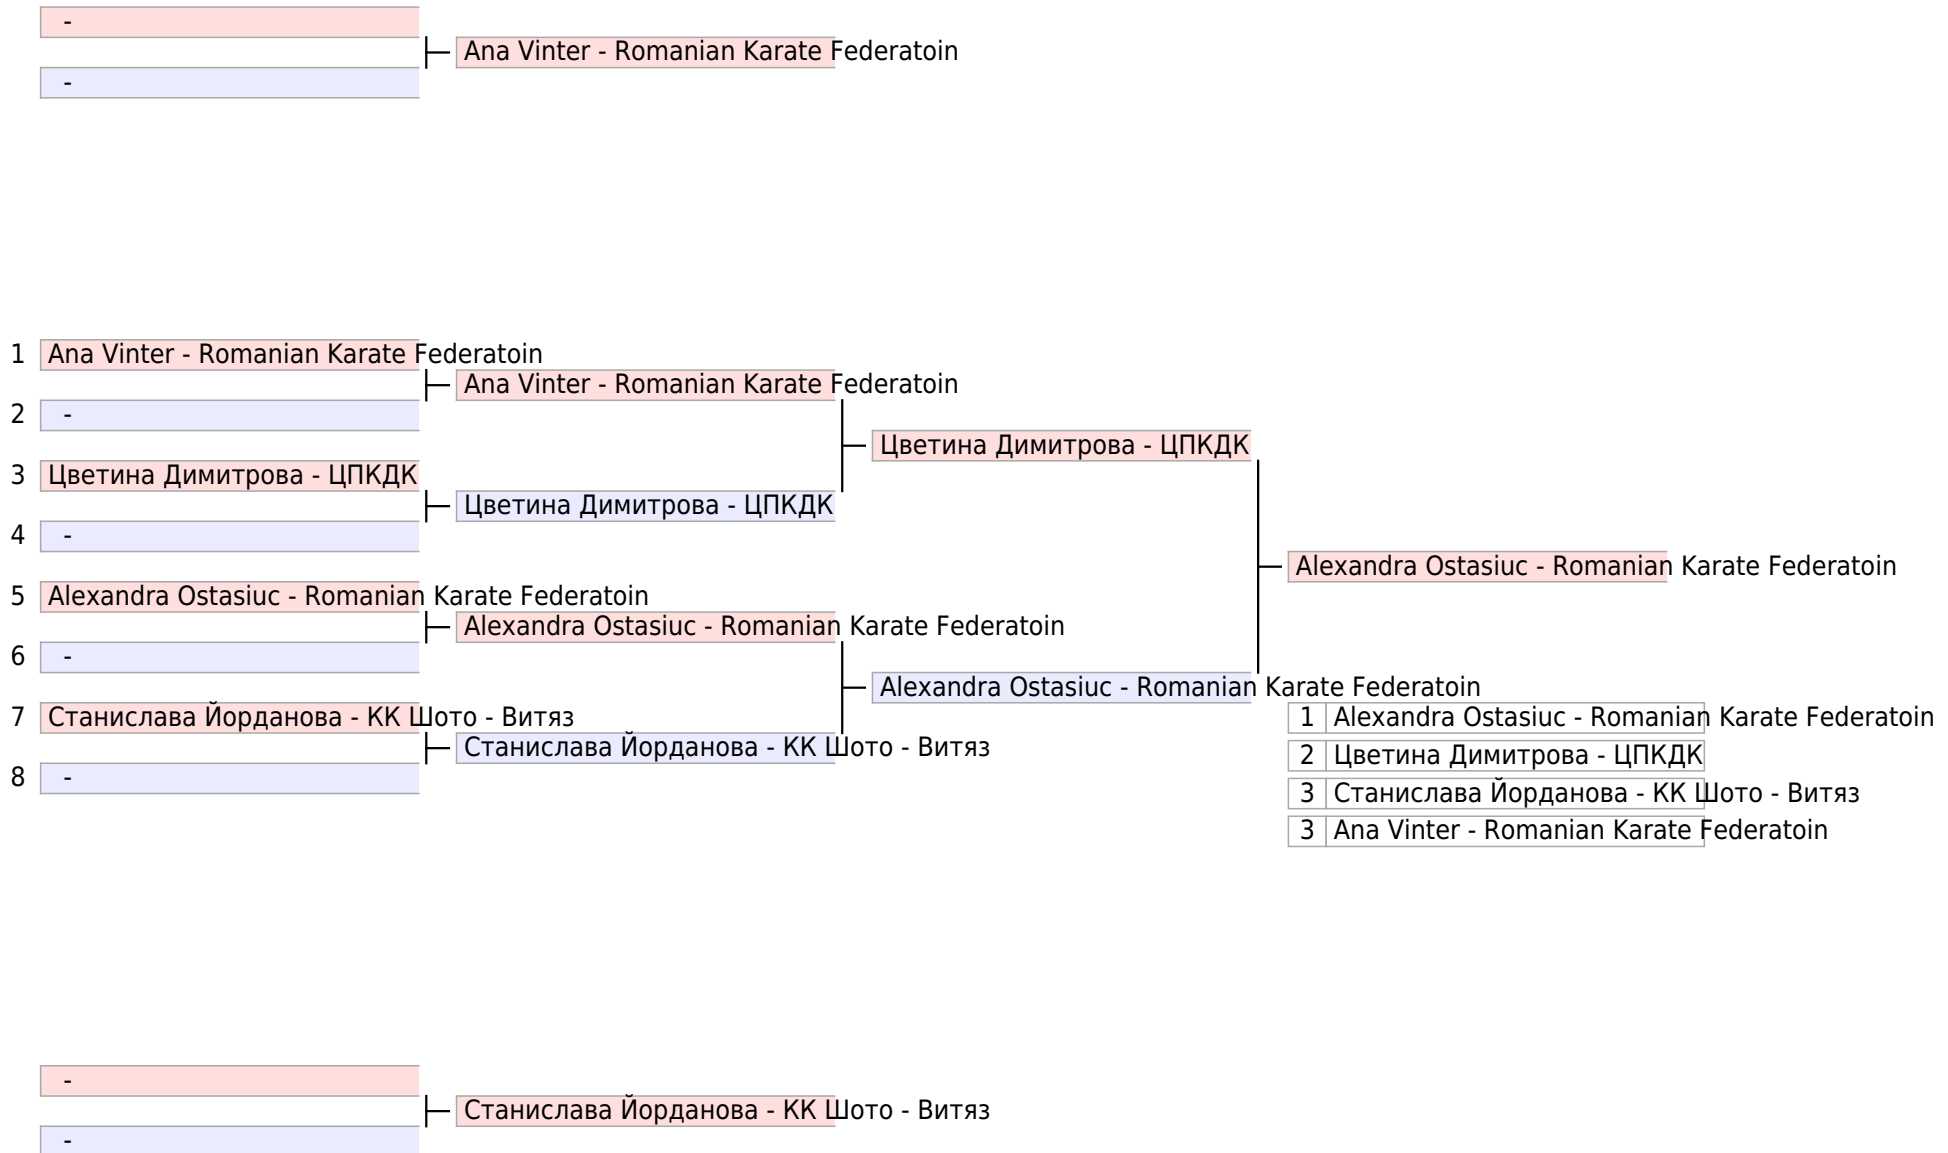 -
Ana Vinter - Romanian Karate Federatoin
-
1 Ana Vinter - Romanian Karate Federatoin
Ana Vinter - Romanian Karate Federatoin
2 -
Цветина Димитрова - ЦПКДК
3 Цветина Димитрова - ЦПКДК
Цветина Димитрова - ЦПКДК
4 -
Alexandra Ostasiuc - Romanian Karate Federatoin
5 Alexandra Ostasiuc - Romanian Karate Federatoin
Alexandra Ostasiuc - Romanian Karate Federatoin
6 -
Alexandra Ostasiuc - Romanian Karate Federatoin
7 Станислава Йорданова - КК Шото - Витяз
1 Alexandra Ostasiuc - Romanian Karate Federatoin
Станислава Йорданова - КК Шото - Витяз
2 Цветина Димитрова - ЦПКДК
8 -
3 Станислава Йорданова - КК Шото - Витяз
3 Ana Vinter - Romanian Karate Federatoin
-
Станислава Йорданова - КК Шото - Витяз
-